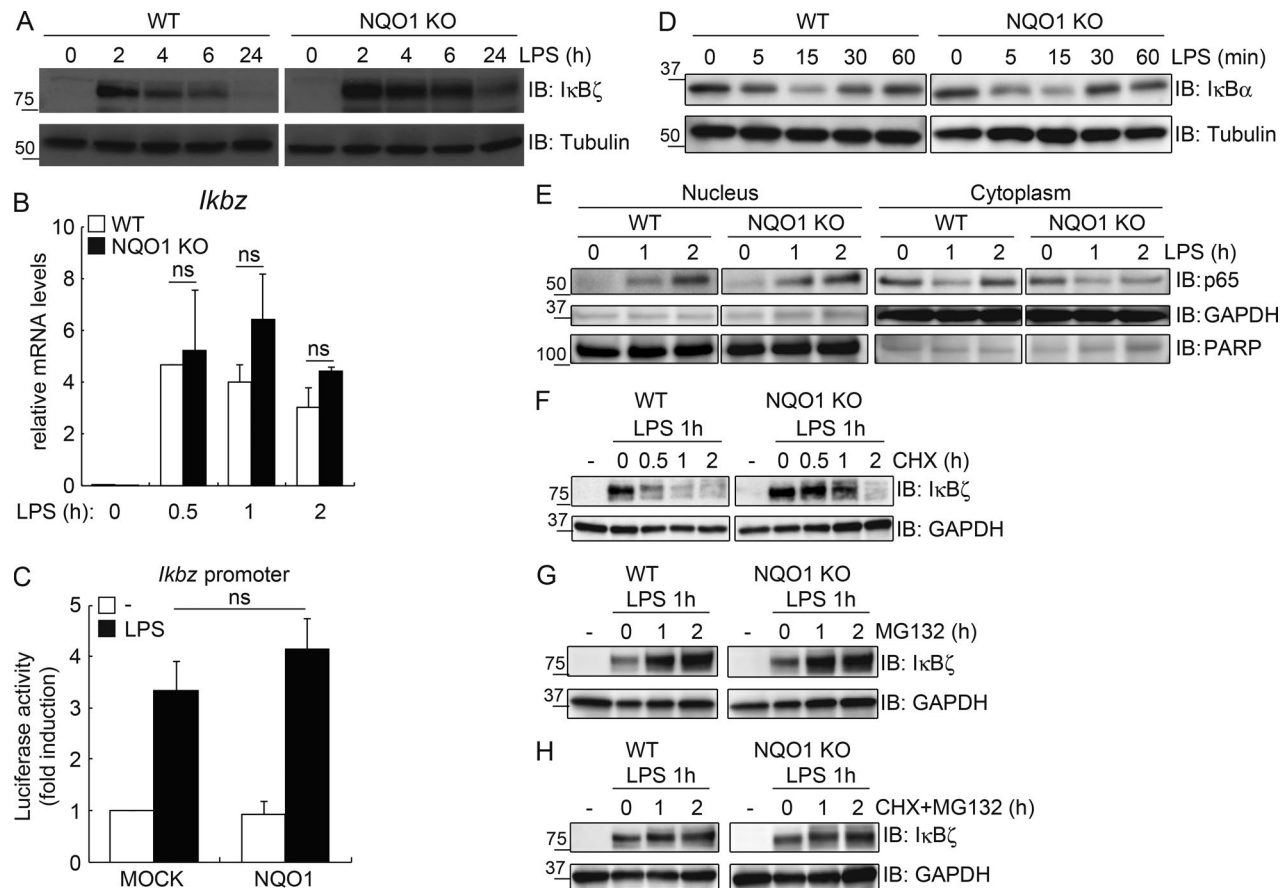 A
WT NQO1 KO
0 2 4 6 24 0 2 4 6 24 LPS (h)
IB: IκBζ
75
IB: Tubulin
50
B
Ikbz
WT
NQO1 KO
ns
ns
ns
relative mRNA levels
10
8
6
4
2
0
LPS (h): 0 0.5 1 2
C
Ikbz promoter
-
LPS
ns
Luciferase activity
(fold induction)
5
4
3
2
1
0
MOCK NQO1
D
WT NQO1 KO
0 5 15 30 60 0 5 15 30 60 LPS (min)
37
IB: IκBα
IB: Tubulin
50
E
Nucleus Cytoplasm
WT NQO1 KO WT NQO1 KO
0 1 2 0 1 2 0 1 2 0 1 2 LPS (h)
50
IB: p65
37
IB: GAPDH
100
IB: PARP
F
WT NQO1 KO
LPS 1h LPS 1h
- 0 0.5 1 2 - 0 0.5 1 2 CHX (h)
75
IB: IκBζ
37
IB: GAPDH
G
WT NQO1 KO
LPS 1h LPS 1h
- 0 1 2 - 0 1 2 MG132 (h)
75
IB: IκBζ
37
IB: GAPDH
H
WT NQO1 KO
LPS 1h LPS 1h
- 0 1 2 - 0 1 2 CHX+MG132 (h)
75
IB: IκBζ
37
IB: GAPDH